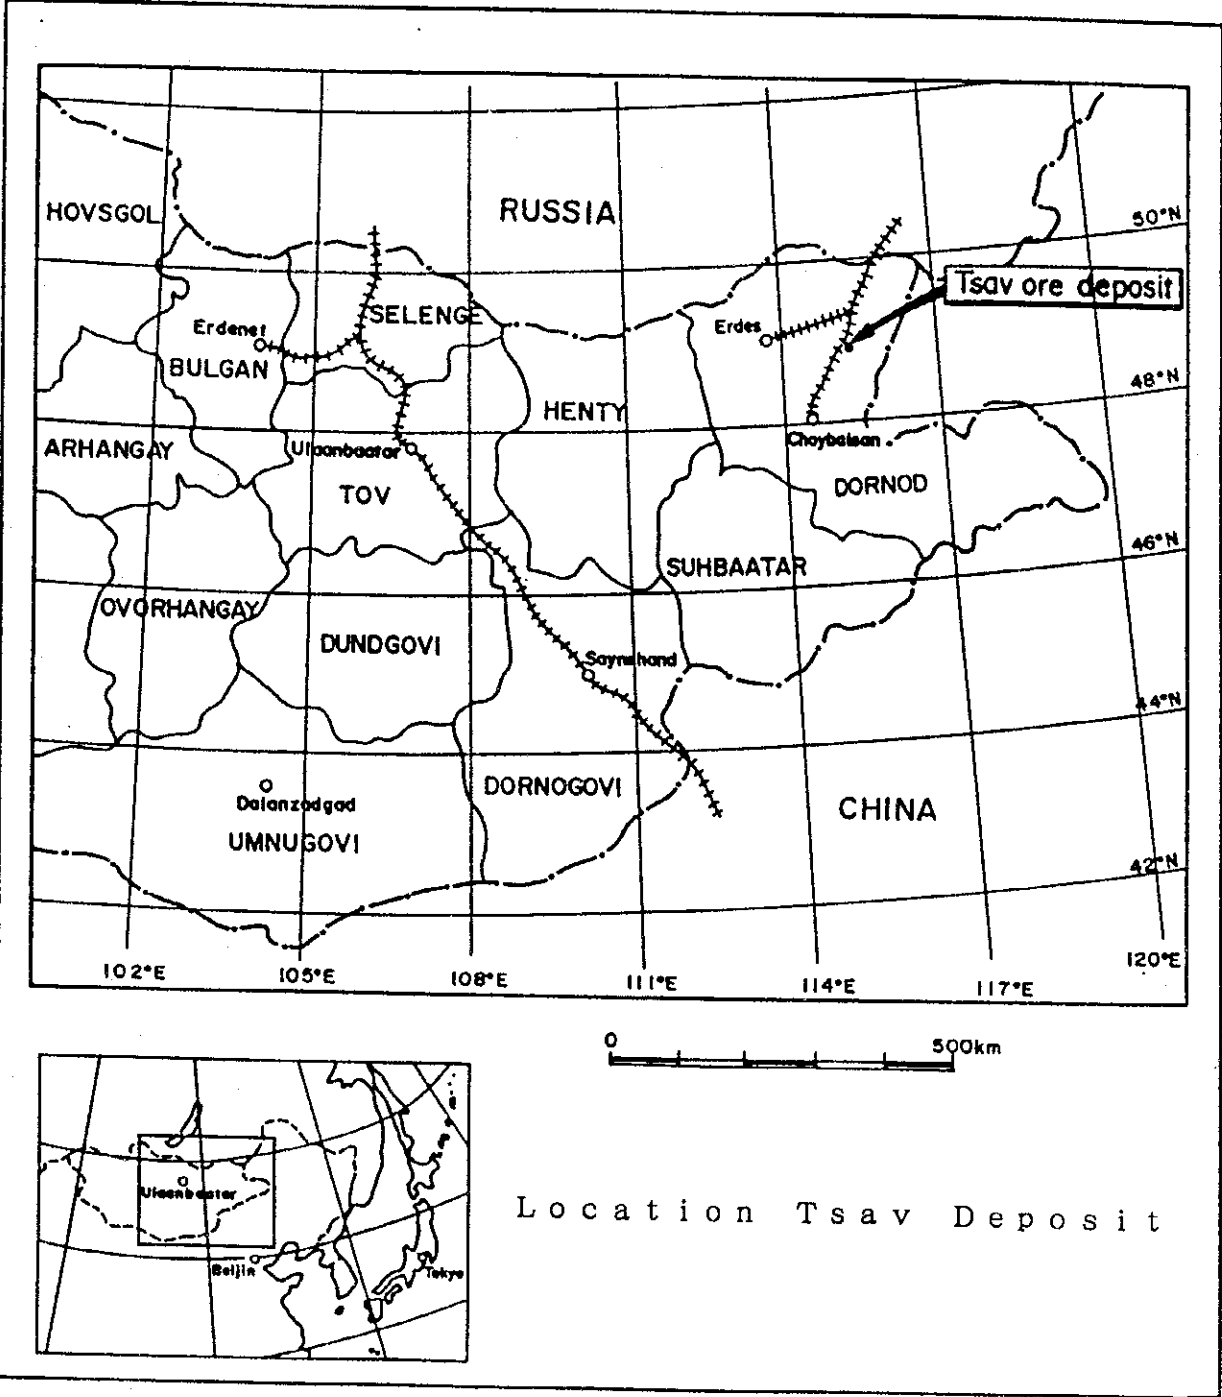 HOVSGOL
RUSSIA
50°N
Tsav ore deposit
SELENGE
Erdenet
Erdes
BULGAN
48°N
HENTY
Choybalsan
ARHANGAY
Ulaanbaatar
DORNOD
TOV
46°N
SUHBAATAR
OVORHANGAY
DUNDGOVI
Saynshand
44°N
DORNOGOVI
Dalanzadgad
CHINA
UMNUGOVI
42°N
102°E
105°E
108°E
111°E
114°E
117°E
120°E
0
500km
Ulaanbaatar
Beijin
Tokyo
Location Tsav Deposit